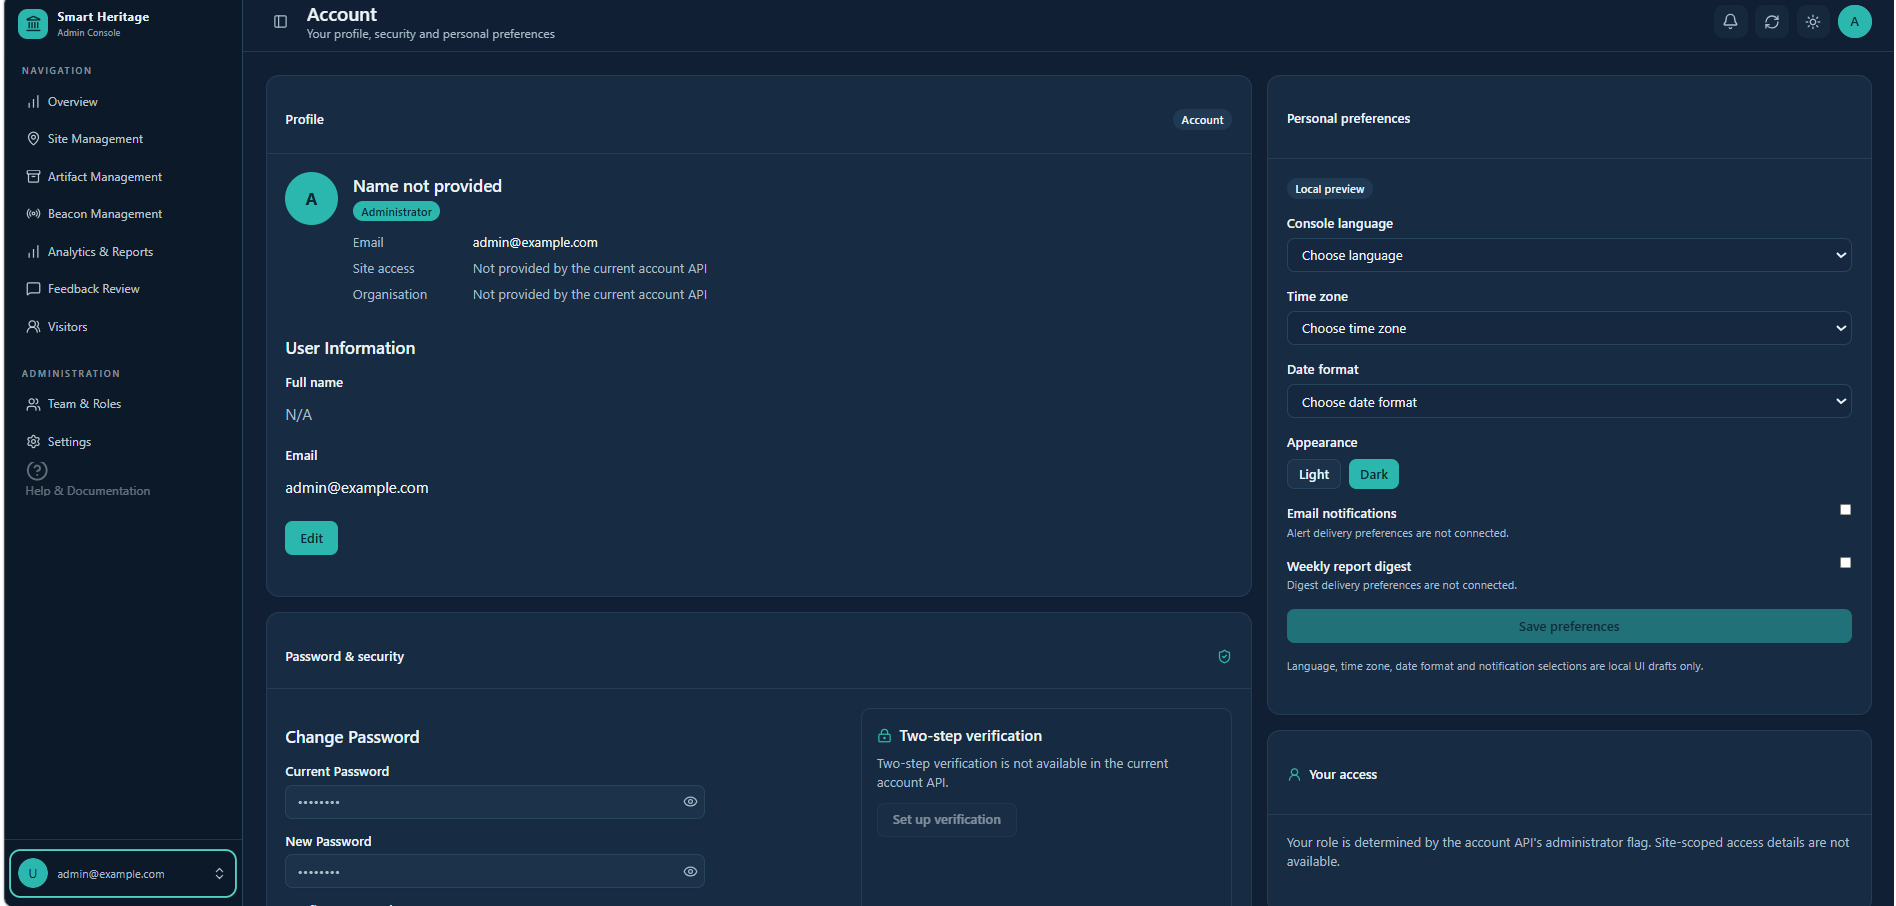 Smart Heritage
Admin Console
NAVIGATION
Overview
Site Management
Artifact Management
Beacon Management
Analytics & Reports
Feedback Review
Visitors
ADMINISTRATION
Team & Roles
Settings
Help & Documentation
U
admin@example.com
Account
Your profile, security and personal preferences
A
Profile
Account
A
Name not provided
Administrator
Email admin@example.com
Site access Not provided by the current account API
Organisation Not provided by the current account API
User Information
Full name
N/A
Email
admin@example.com
Edit
Password & security
Change Password
Current Password
••••••••
New Password
••••••••
Two-step verification
Two-step verification is not available in the current
account API.
Set up verification
Personal preferences
Local preview
Console language
Choose language
Time zone
Choose time zone
Date format
Choose date format
Appearance
Light Dark
Email notifications
Alert delivery preferences are not connected.
Weekly report digest
Digest delivery preferences are not connected.
Save preferences
Language, time zone, date format and notification selections are local UI drafts only.
Your access
Your role is determined by the account API's administrator flag. Site-scoped access details are not
available.